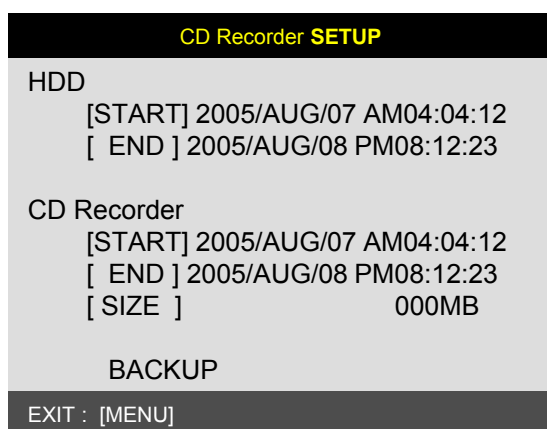 CD Recorder SETUP
HDD
[START] 2005/AUG/07 AM04:04:12
[ END ] 2005/AUG/08 PM08:12:23
CD Recorder
[START] 2005/AUG/07 AM04:04:12
[ END ] 2005/AUG/08 PM08:12:23
[ SIZE ] 000MB
BACKUP
EXIT : [MENU]